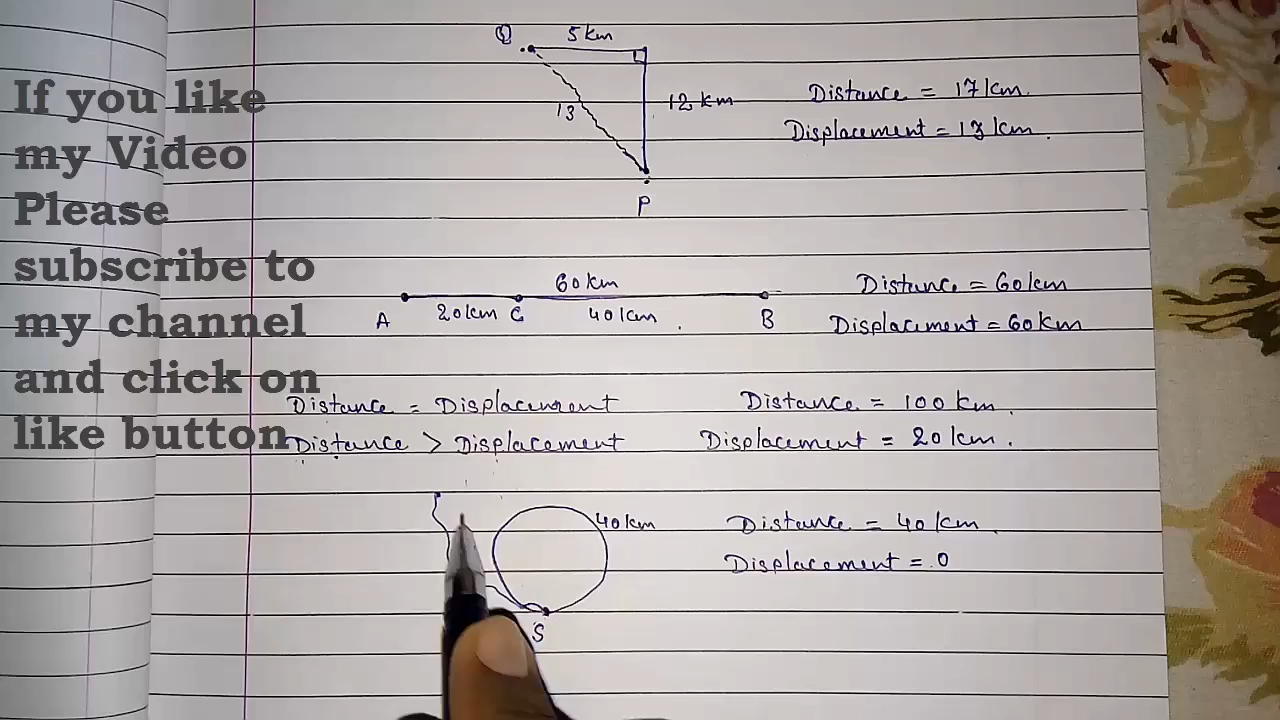 Q 5 km
13 12 km
P
Distance = 17 km.
Displacement = 13 km.
60 km
A 20 km C 40 km. B
Distance = 60 km
Displacement = 60 km
Distance = Displacement
Distance > Displacement
Distance = 100 km.
Displacement = 20 km.
40 km
S
Distance = 40 km.
Displacement = 0
If you like
my Video
Please
subscribe to
my channel
and click on
like button